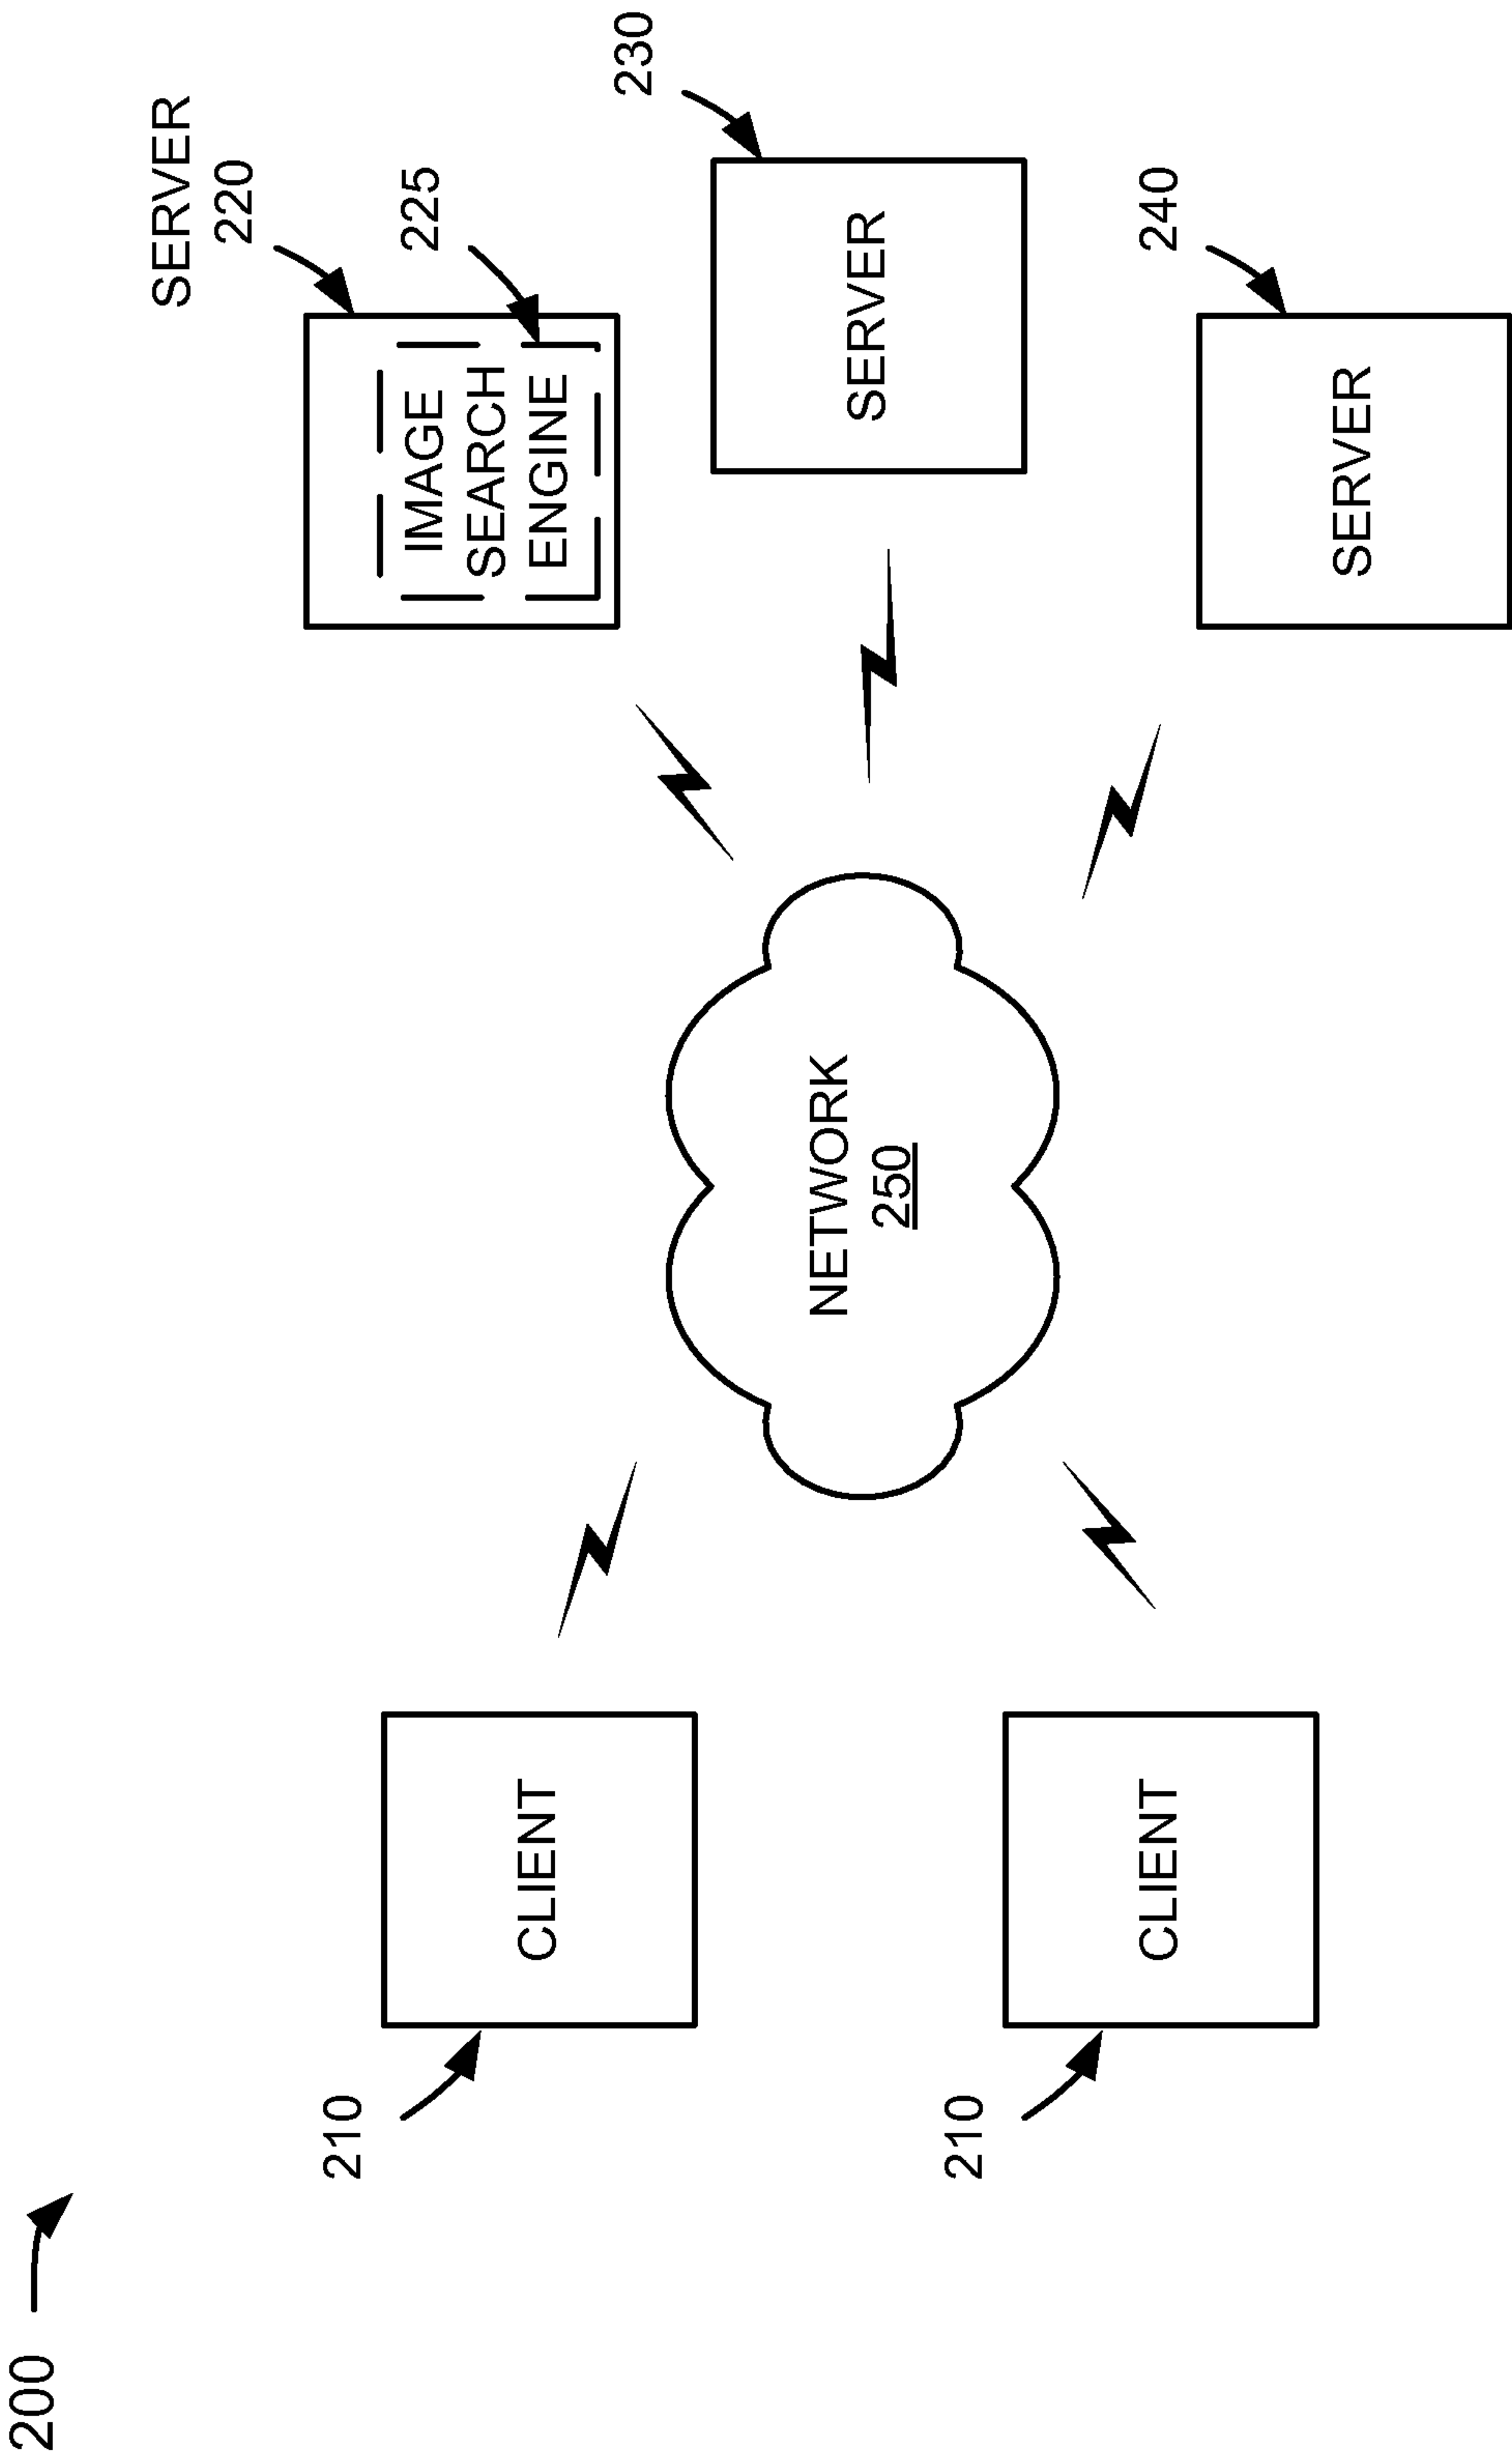 200
SERVER
220
225
IMAGE
SEARCH
ENGINE
230
SERVER
240
SERVER
NETWORK
250
210
CLIENT
210
CLIENT